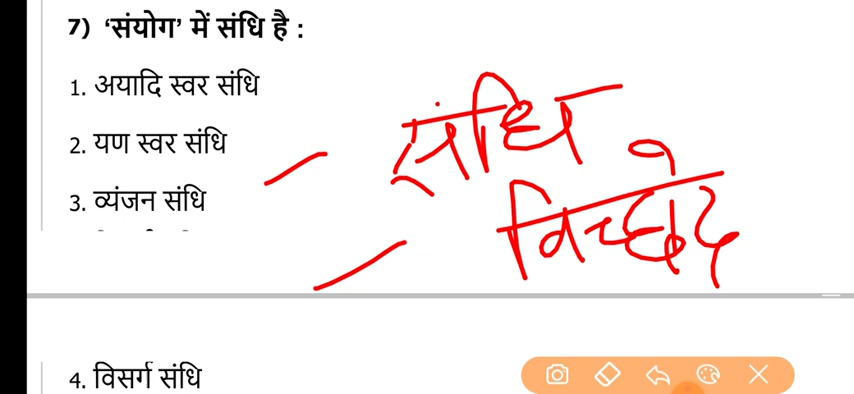 7) ‘संयोग’ में संधि है :
1. अयादि स्वर संधि
2. यण स्वर संधि
3. व्यंजन संधि
4. विसर्ग संधि
संधि
विच्छेद